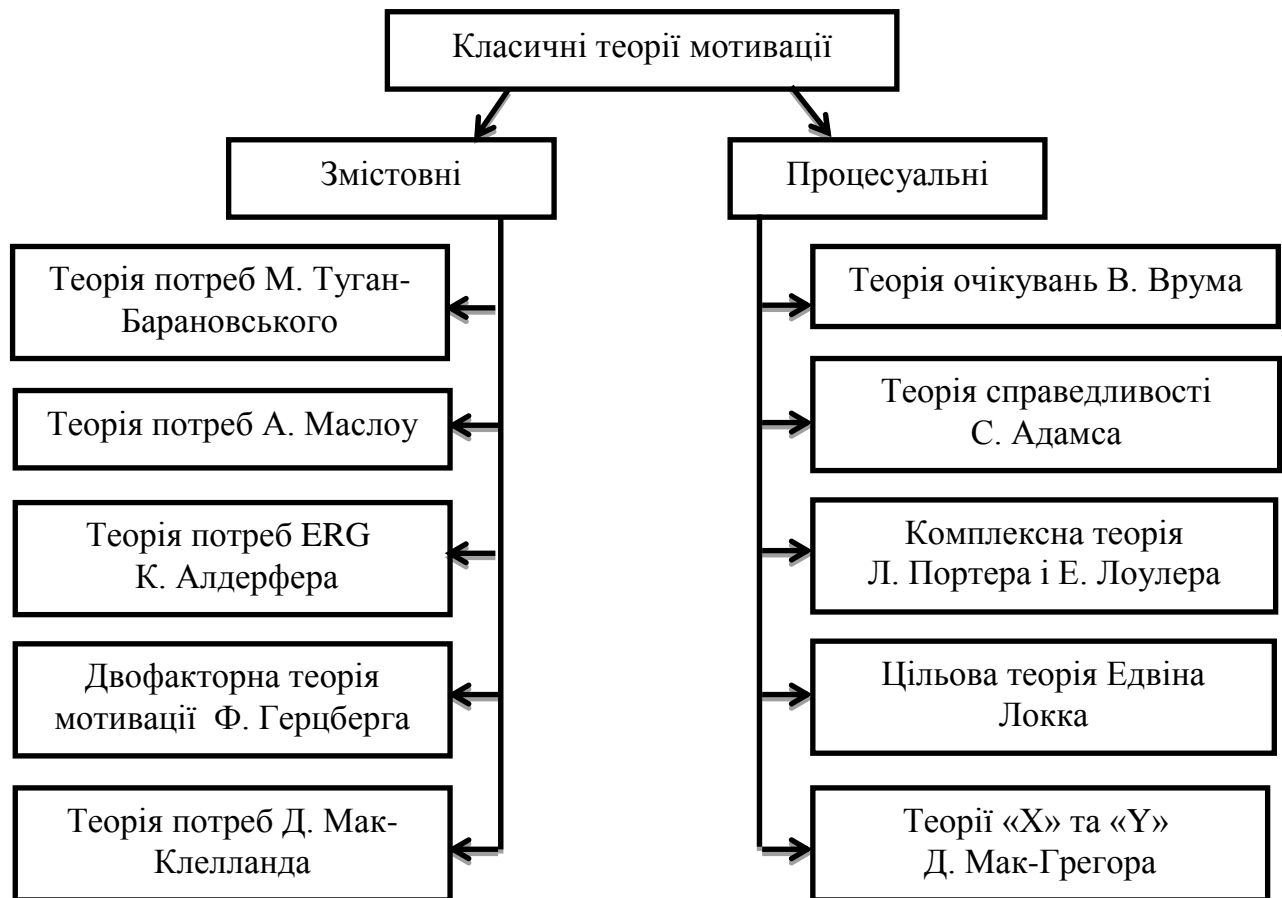 Класичні теорії мотивації
Змістовні
Процесуальні
Теорія потреб М. Туган-
Барановського
Теорія потреб А. Маслоу
Теорія потреб ERG
К. Алдерфера
Двофакторна теорія
мотивації Ф. Герцберга
Теорія потреб Д. Мак-
Клелланда
Теорія очікувань В. Врума
Теорія справедливості
С. Адамса
Комплексна теорія
Л. Портера і Е. Лоулера
Цільова теорія Едвіна
Локка
Теорії «X» та «Y»
Д. Мак-Грегора